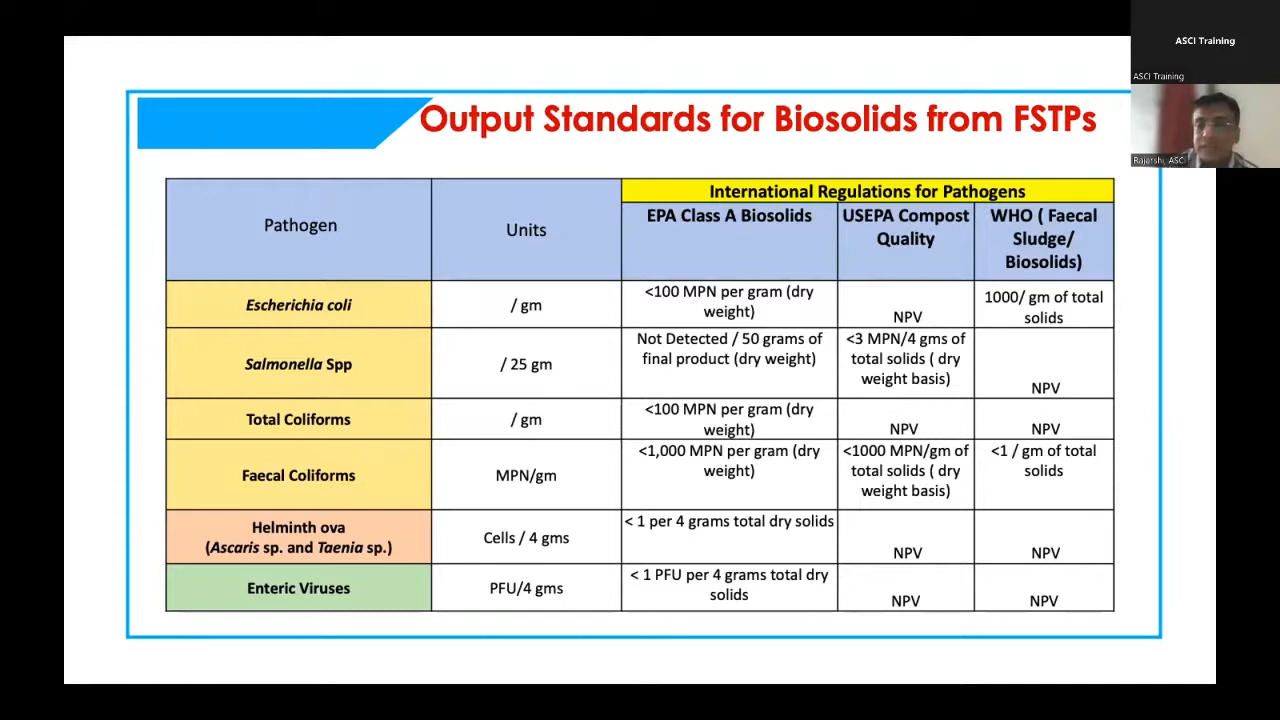 ASCI Training
ASCI Training
Rajarshi, ASCI
Output Standards for Biosolids from FSTPs
Pathogen
Units
International Regulations for Pathogens
EPA Class A Biosolids
USEPA Compost
Quality
WHO ( Faecal
Sludge/
Biosolids)
Escherichia coli
/ gm
<100 MPN per gram (dry
weight)
NPV
1000/ gm of total
solids
Salmonella Spp
/ 25 gm
Not Detected / 50 grams of
final product (dry weight)
<3 MPN/4 gms of
total solids ( dry
weight basis)
NPV
Total Coliforms
/ gm
<100 MPN per gram (dry
weight)
NPV
NPV
Faecal Coliforms
MPN/gm
<1,000 MPN per gram (dry
weight)
<1000 MPN/gm of
total solids ( dry
weight basis)
<1 / gm of total
solids
Helminth ova
(Ascaris sp. and Taenia sp.)
Cells / 4 gms
< 1 per 4 grams total dry solids
NPV
NPV
Enteric Viruses
PFU/4 gms
< 1 PFU per 4 grams total dry
solids
NPV
NPV